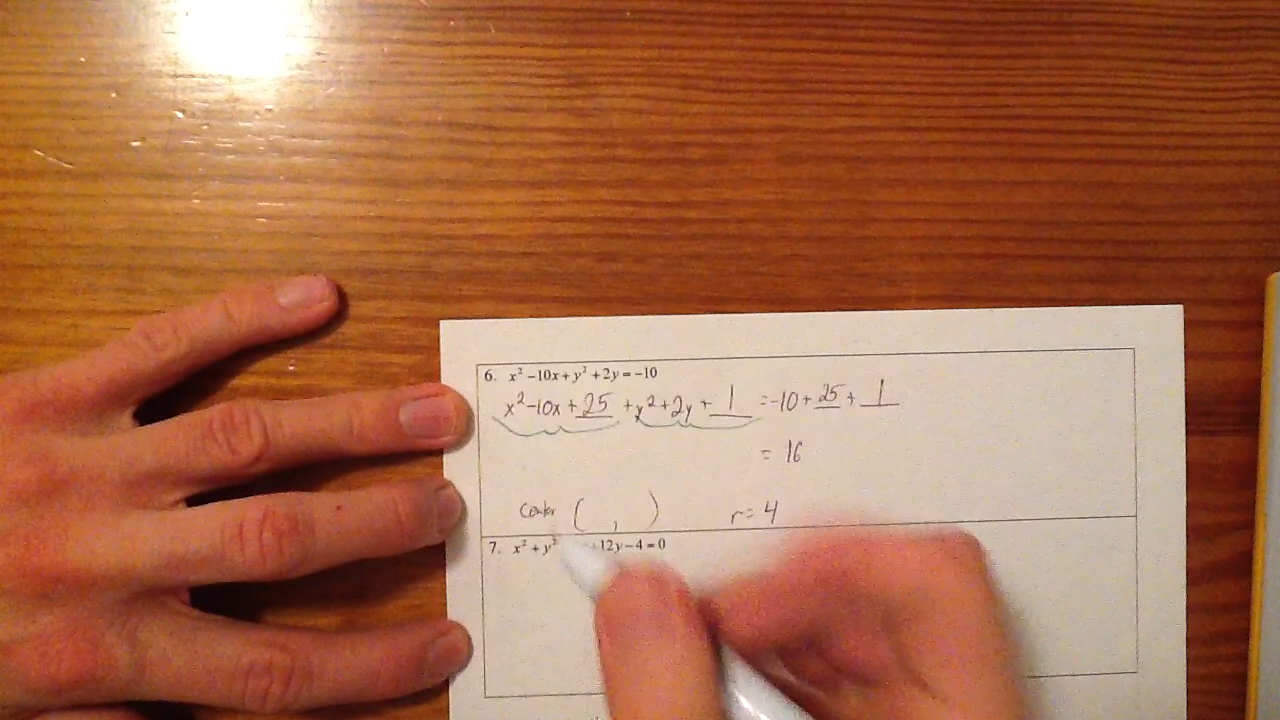 6. x² −10x + y² + 2y = −10
x² −10x + 25 + y² + 2y + 1 = −10 + 25 + 1
= 16
Center ( , ) r = 4
7. x² + y² + 12y − 4 = 0